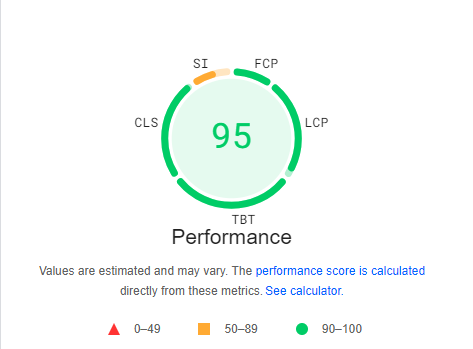 SI FCP
CLS LCP
95
TBT
Performance
Values are estimated and may vary. The performance score is calculated
directly from these metrics. See calculator.
0–49 50–89 90–100